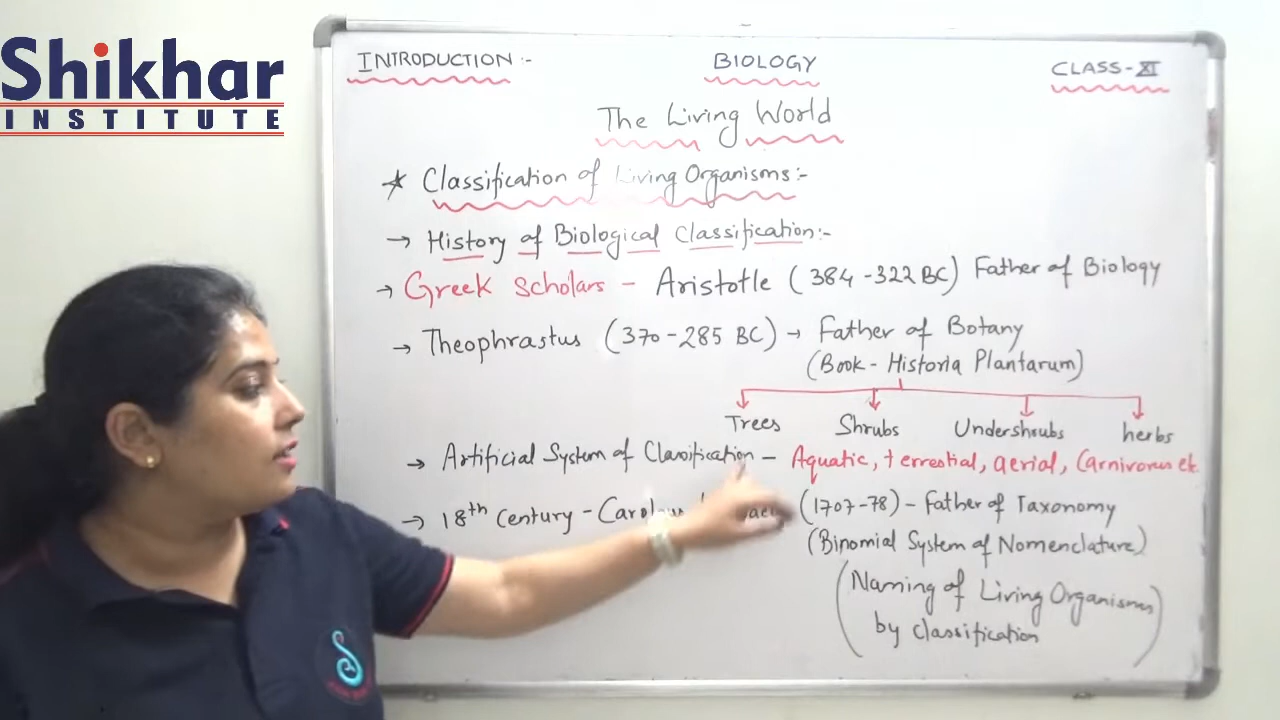 Shikhar
INSTITUTE
INTRODUCTION :- BIOLOGY CLASS-XI
The Living World
★ Classification of Living Organisms:-
→ History of Biological Classification:-
→ Greek Scholars - Aristotle (384-322 BC) Father of Biology
→ Theophrastus (370-285 BC) → Father of Botany
(Book - Historia Plantarum)
Trees Shrubs Undershrubs herbs
→ Artificial System of Classification - Aquatic, terrestial, aerial, Carnivorus etc
→ 18th Century - (1707-78) - Father of Taxonomy
(Binomial System of Nomenclature)
(Naming of Living Organisms
by classification)